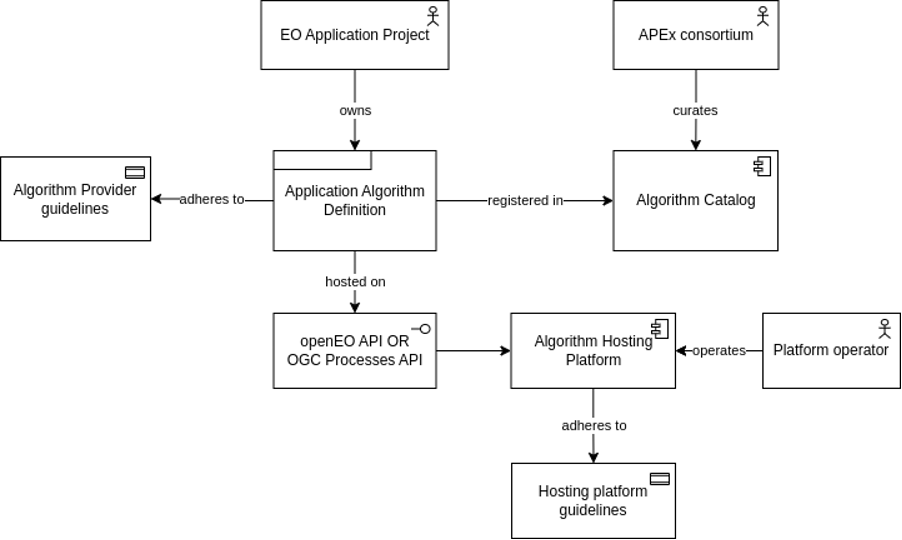 EO Application Project
APEx consortium
owns
curates
Algorithm Provider
guidelines
adheres to
Application Algorithm
Definition
registered in
Algorithm Catalog
hosted on
openEO API OR
OGC Processes API
Algorithm Hosting
Platform
operates
Platform operator
adheres to
Hosting platform
guidelines